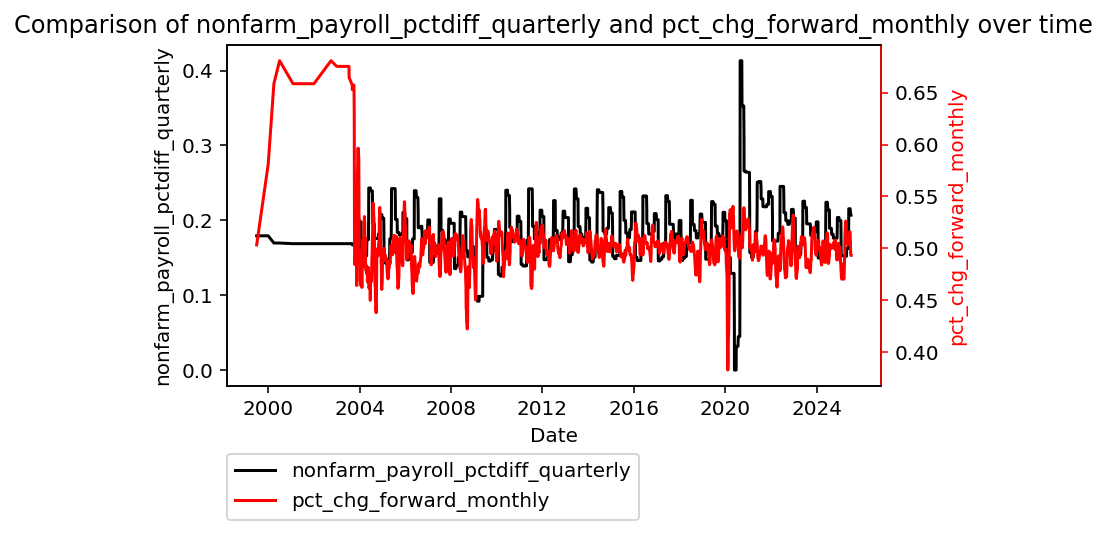 Comparison of nonfarm_payroll_pctdiff_quarterly and pct_chg_forward_monthly over time
nonfarm_payroll_pctdiff_quarterly
0.4
0.3
0.2
0.1
0.0
0.65
0.60
0.55
0.50
0.45
0.40
pct_chg_forward_monthly
2000 2004 2008 2012 2016 2020 2024
Date
nonfarm_payroll_pctdiff_quarterly
pct_chg_forward_monthly